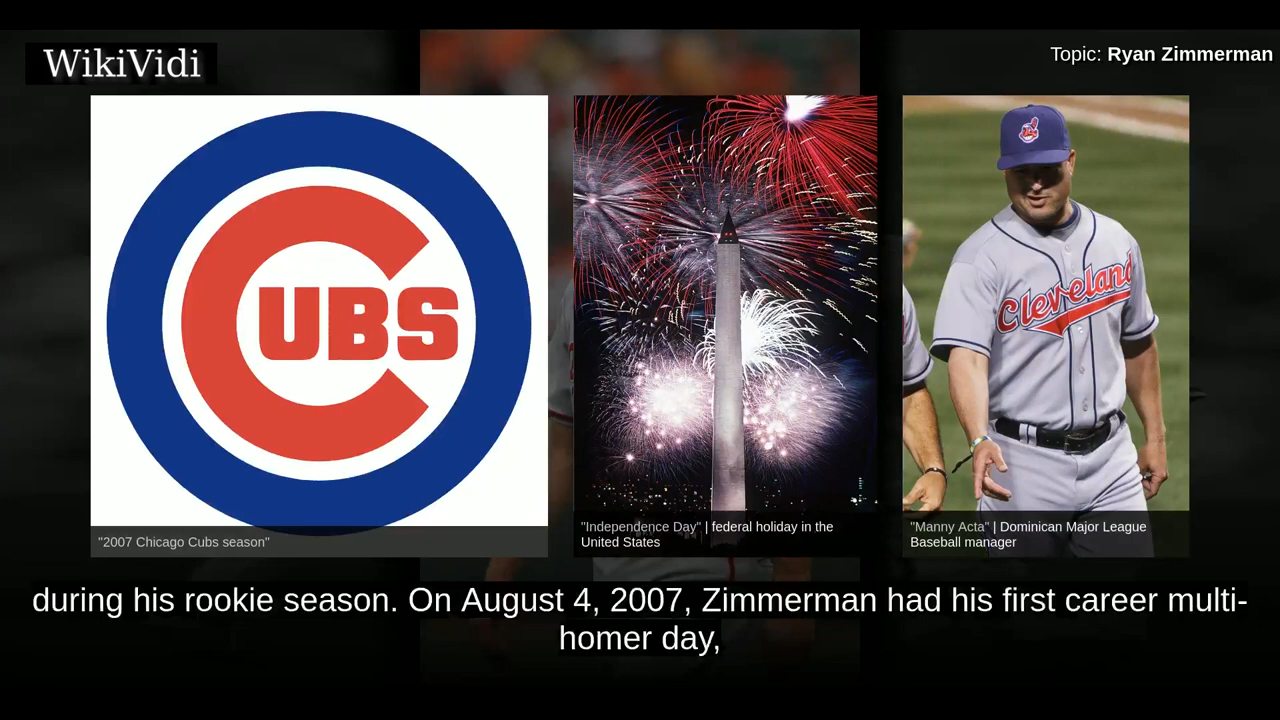 WikiVidi
Topic: Ryan Zimmerman
CUBS
Cleveland
"2007 Chicago Cubs season"
"Independence Day" | federal holiday in the
United States
"Manny Acta" | Dominican Major League
Baseball manager
during his rookie season. On August 4, 2007, Zimmerman had his first career multi-
homer day,